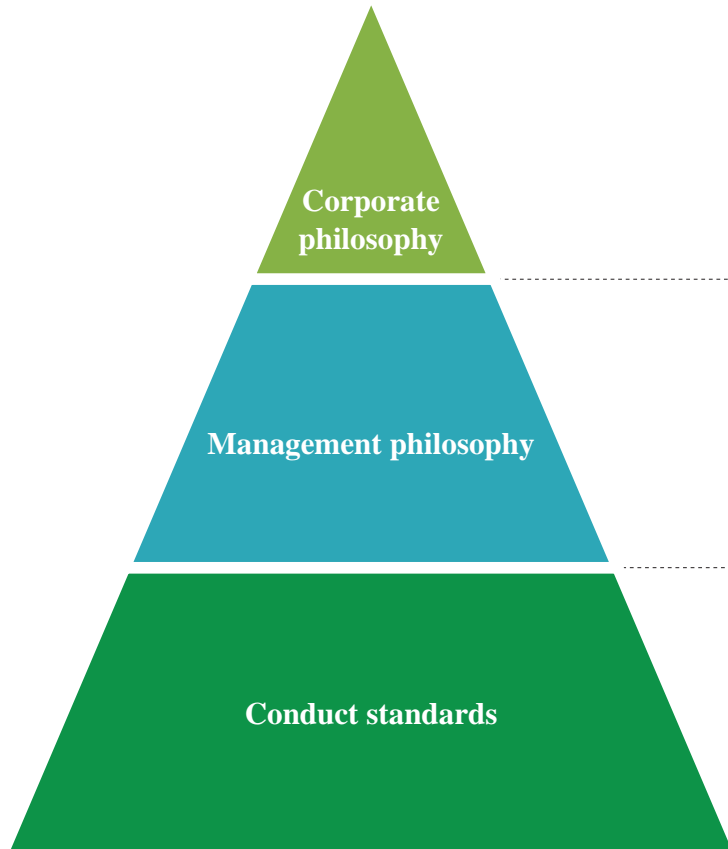 Corporate
philosophy
Management philosophy
Conduct standards